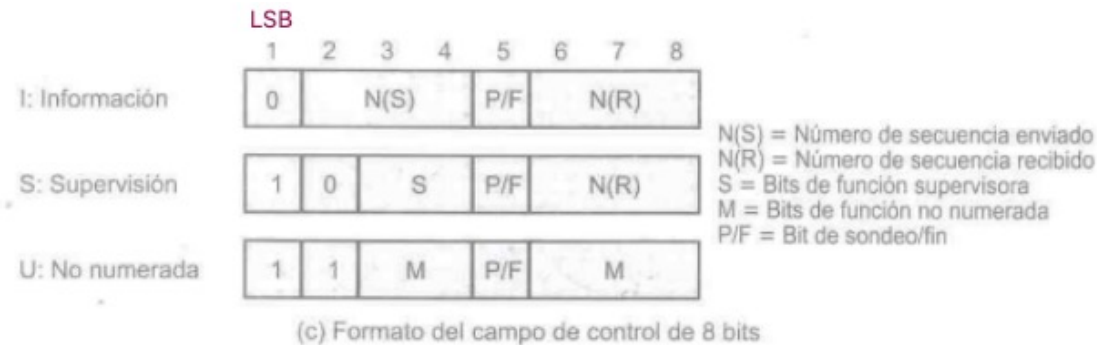 LSB
1 2 3 4 5 6 7 8
I: Información 0 N(S) P/F N(R)
S: Supervisión 1 0 S P/F N(R)
U: No numerada 1 1 M P/F M
N(S) = Número de secuencia enviado
N(R) = Número de secuencia recibido
S = Bits de función supervisora
M = Bits de función no numerada
P/F = Bit de sondeo/fin
(c) Formato del campo de control de 8 bits